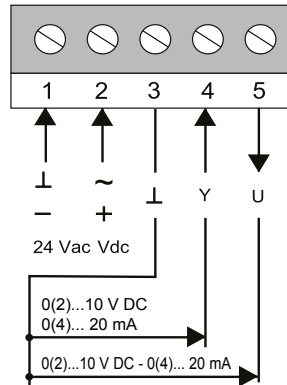 1 2 3 4 5
⊥ ~ ⊥ Y U
− +
24 Vac Vdc
0(2)...10 V DC
0(4)... 20 mA
0(2)...10 V DC - 0(4)... 20 mA